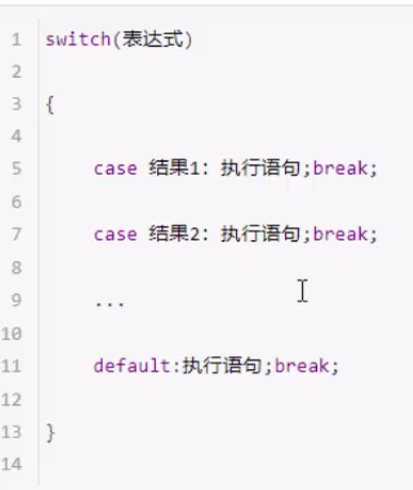 1 switch(表达式)
2
3 {
4
5 case 结果1: 执行语句;break;
6
7 case 结果2: 执行语句;break;
8
9 ...
10
11 default:执行语句;break;
12
13 }
14